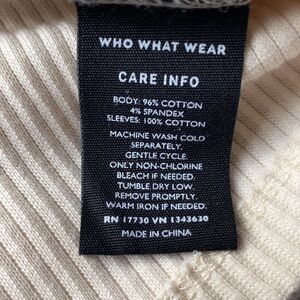 WHO WHAT WEAR
CARE INFO
BODY: 96% COTTON
4% SPANDEX
SLEEVES: 100% COTTON
MACHINE WASH COLD
SEPARATELY.
GENTLE CYCLE.
ONLY NON-CHLORINE
BLEACH IF NEEDED.
TUMBLE DRY LOW.
REMOVE PROMPTLY.
WARM IRON IF NEEDED.
RN 17730 VN 1343630
MADE IN CHINA